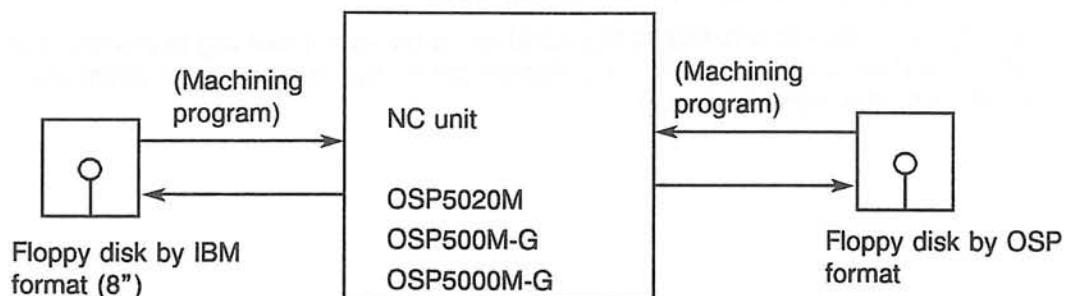 (Machining
program)
Floppy disk by IBM
format (8")
NC unit
OSP5020M
OSP500M-G
OSP5000M-G
(Machining
program)
Floppy disk by OSP
format